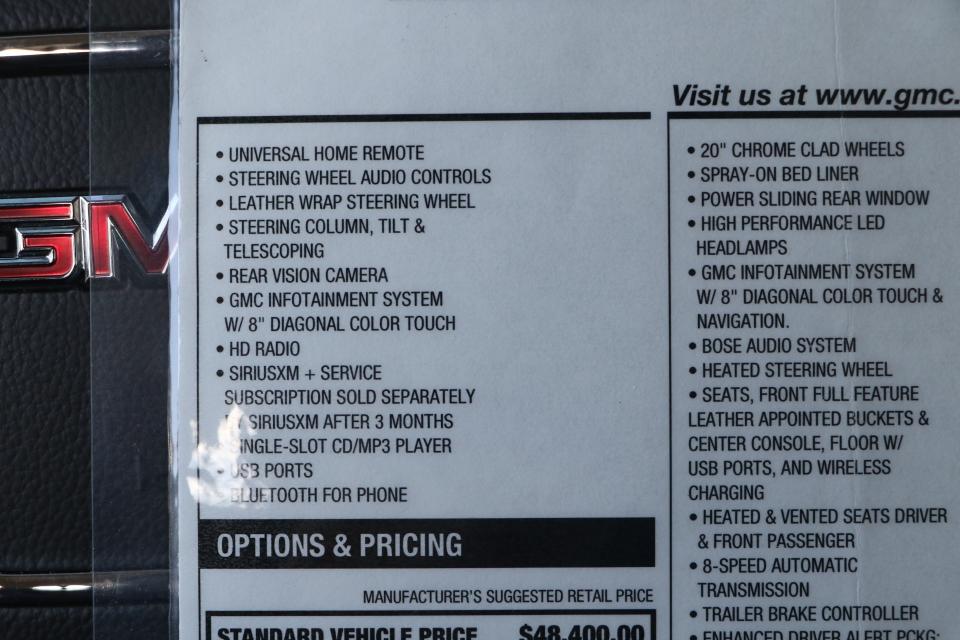 GM
Visit us at www.gmc.
• UNIVERSAL HOME REMOTE
• STEERING WHEEL AUDIO CONTROLS
• LEATHER WRAP STEERING WHEEL
• STEERING COLUMN, TILT &
TELESCOPING
• REAR VISION CAMERA
• GMC INFOTAINMENT SYSTEM
W/ 8" DIAGONAL COLOR TOUCH
• HD RADIO
• SIRIUSXM + SERVICE
SUBSCRIPTION SOLD SEPARATELY
SIRIUSXM AFTER 3 MONTHS
SINGLE-SLOT CD/MP3 PLAYER
USB PORTS
BLUETOOTH FOR PHONE
OPTIONS & PRICING
MANUFACTURER'S SUGGESTED RETAIL PRICE
STANDARD VEHICLE PRICE $48,400.00
• 20" CHROME CLAD WHEELS
• SPRAY-ON BED LINER
• POWER SLIDING REAR WINDOW
• HIGH PERFORMANCE LED
HEADLAMPS
• GMC INFOTAINMENT SYSTEM
W/ 8" DIAGONAL COLOR TOUCH &
NAVIGATION.
• BOSE AUDIO SYSTEM
• HEATED STEERING WHEEL
• SEATS, FRONT FULL FEATURE
LEATHER APPOINTED BUCKETS &
CENTER CONSOLE, FLOOR W/
USB PORTS, AND WIRELESS
CHARGING
• HEATED & VENTED SEATS DRIVER
& FRONT PASSENGER
• 8-SPEED AUTOMATIC
TRANSMISSION
• TRAILER BRAKE CONTROLLER
• ENHANCED DRIVER ALERT PCKG: